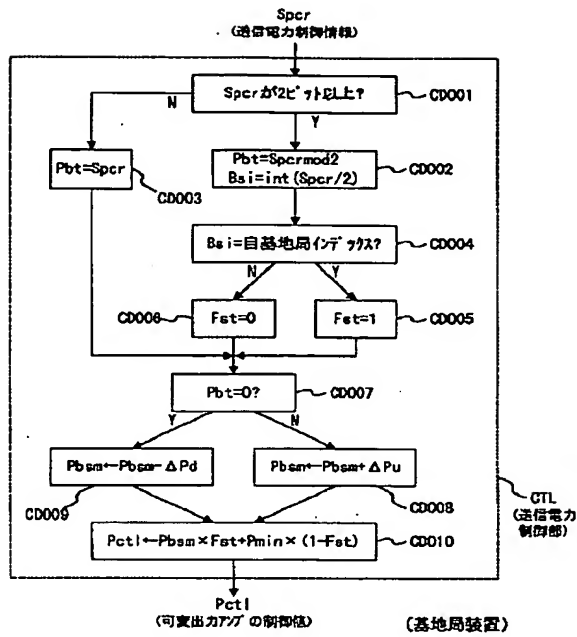 Spcr
(送信電力制御情報)
Spcrが2ビット以上?
CD001
N
Y
Pbt=Spcr
CD003
Pbt=Spcrmod2
Bsi=int(Spcr/2)
CD002
Bsi=自基地局インデックス?
CD004
N
Y
CD006
Fst=0
Fst=1
CD005
Pbt=0?
CD007
Y
N
Pbsm←Pbsm-ΔPd
Pbsm←Pbsm+ΔPu
CD009
CD008
CTL
(送信電力
制御部)
Pctl←Pbsm×Fst+Pmin×(1-Fst)
CD010
Pctl
(可変出力アンプの制御値)
(基地局装置)